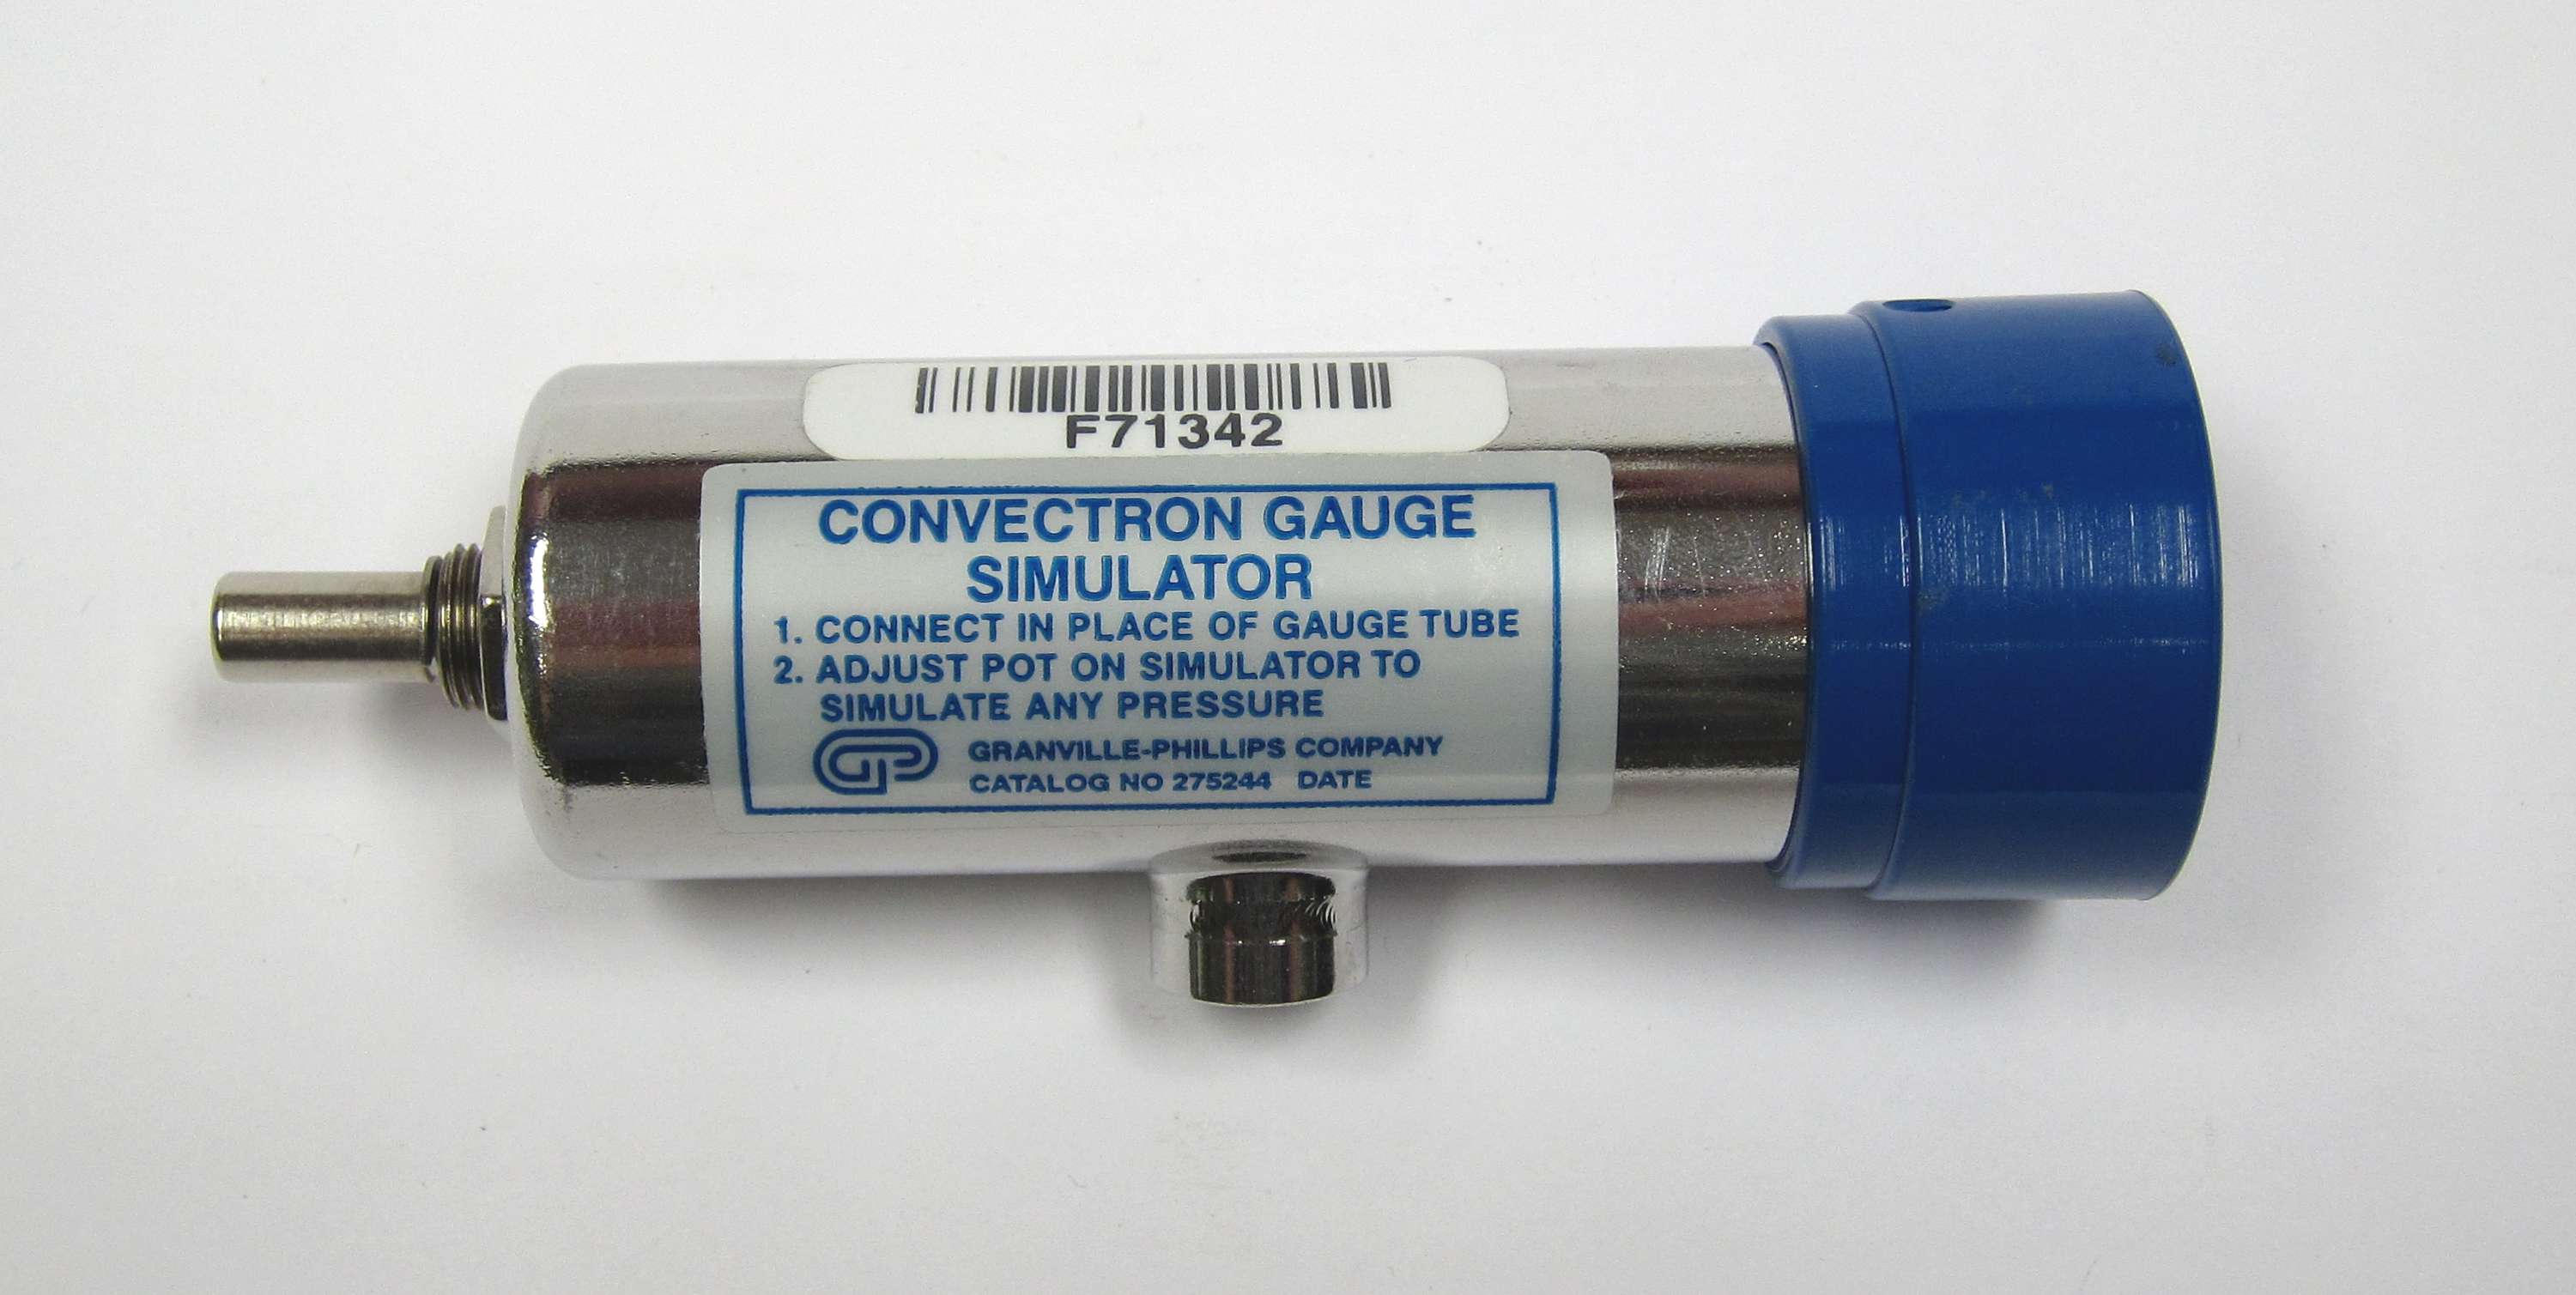 F71342
CONVECTRON GAUGE
SIMULATOR
1. CONNECT IN PLACE OF GAUGE TUBE
2. ADJUST POT ON SIMULATOR TO
SIMULATE ANY PRESSURE
GP GRANVILLE-PHILLIPS COMPANY
CATALOG NO 275244 DATE